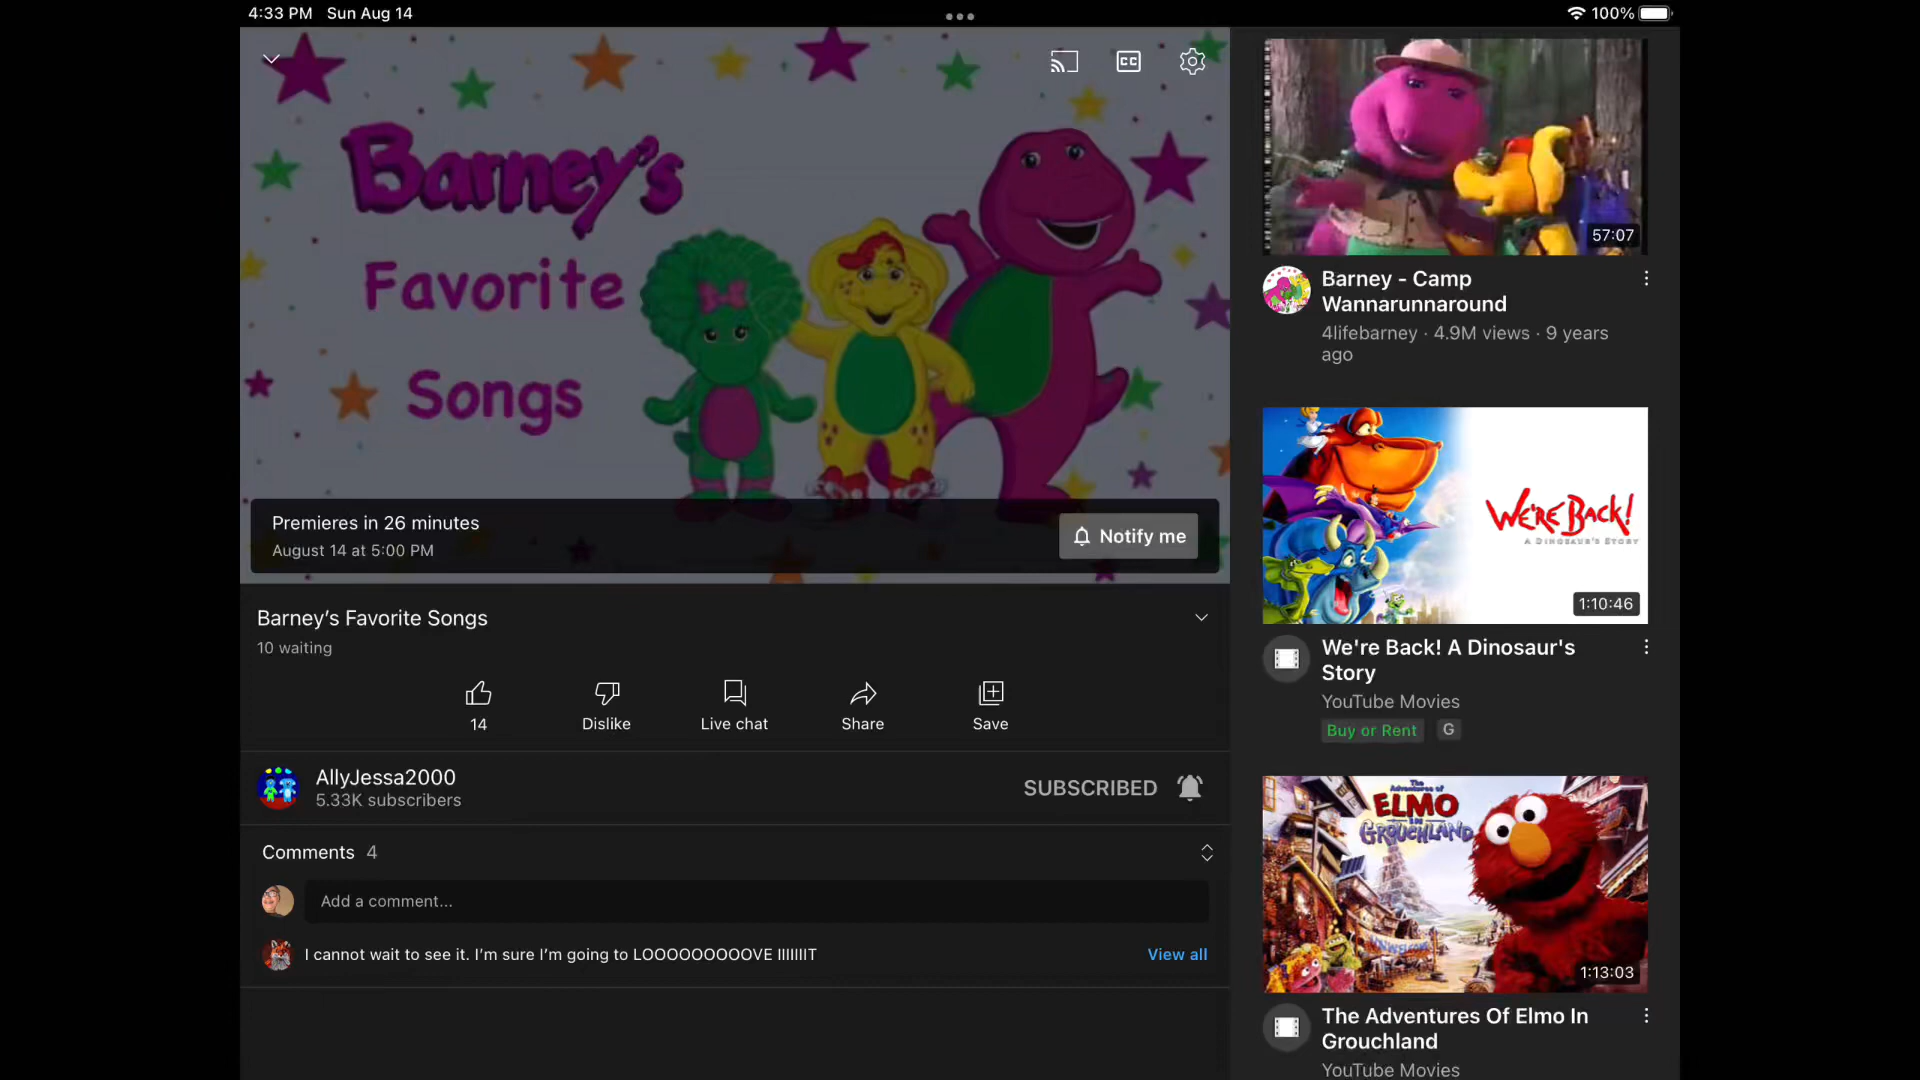 4:33 PM Sun Aug 14
100%
CC
Barney's
Favorite
Songs
Premieres in 26 minutes
August 14 at 5:00 PM
Notify me
Barney’s Favorite Songs
10 waiting
14
Dislike
Live chat
Share
Save
AllyJessa2000
5.33K subscribers
SUBSCRIBED
Comments 4
Add a comment...
I cannot wait to see it. I’m sure I’m going to LOOOOOOOOOVE IIIIIIIT
View all
57:07
Barney - Camp
Wannarunnaround
4lifebarney · 4.9M views · 9 years
ago
WE'RE BACK!
A DINOSAUR'S STORY
1:10:46
We're Back! A Dinosaur's
Story
YouTube Movies
Buy or Rent G
The
Adventures of
ELMO
IN
GROUCHLAND
1:13:03
The Adventures Of Elmo In
Grouchland
YouTube Movies